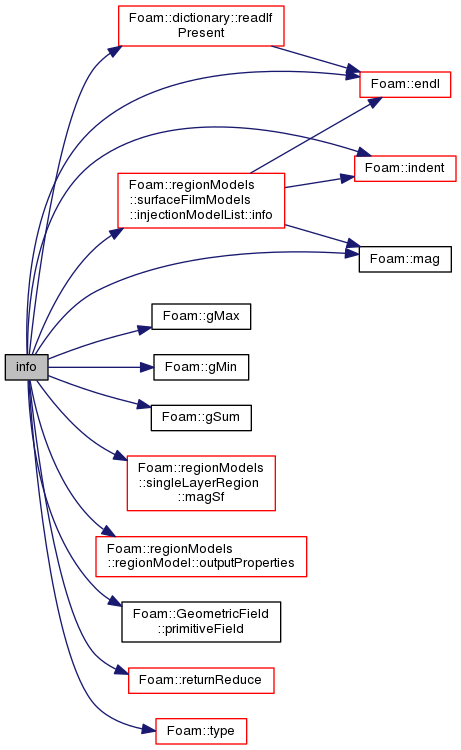 Foam::dictionary::readIf
Present
Foam::endl
Foam::indent
Foam::regionModels
::surfaceFilmModels
::injectionModelList::info
Foam::mag
Foam::gMax
info
Foam::gMin
Foam::gSum
Foam::regionModels
::singleLayerRegion
::magSf
Foam::regionModels
::regionModel::outputProperties
Foam::GeometricField
::primitiveField
Foam::returnReduce
Foam::type